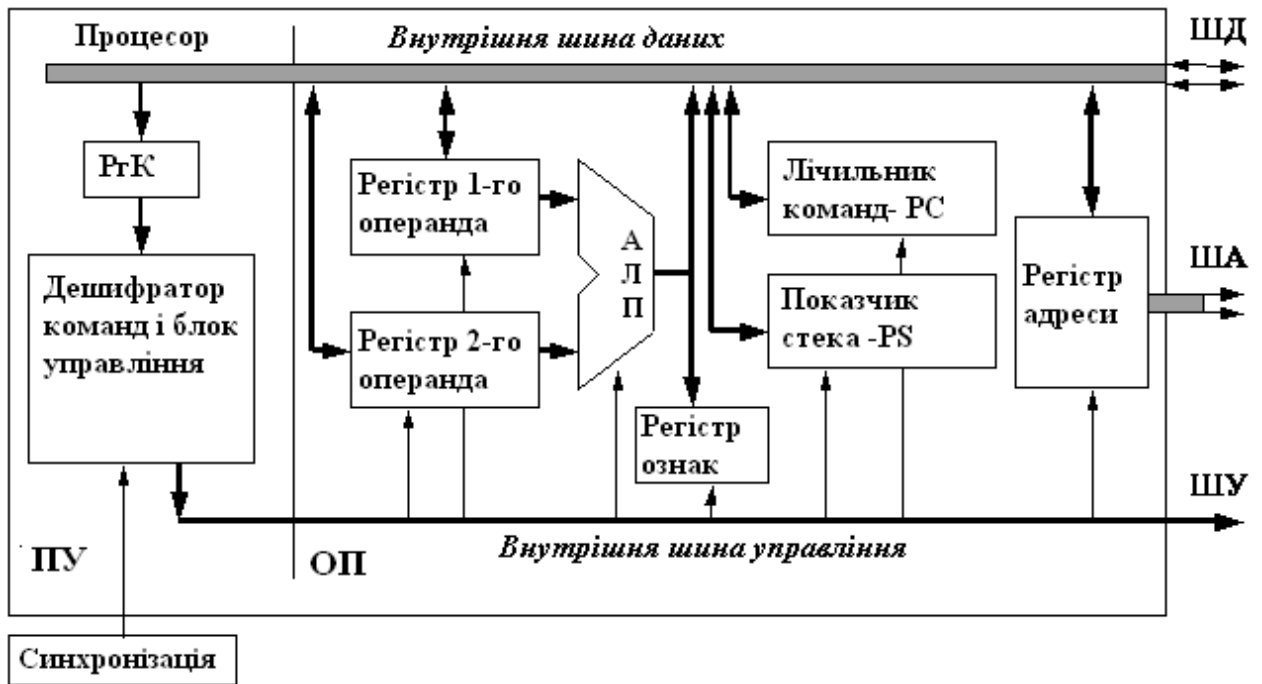 Процесор
Внутрішня шина даних
ШД
РгК
Регістр 1-го
операнда
Лічильник
команд- PC
А
Л
П
Дешифратор
команд і блок
управління
Регістр 2-го
операнда
Показчик
стека -PS
Регістр
адреси
ША
Регістр
ознак
ШУ
Внутрішня шина управління
ПУ
ОП
Синхронізація